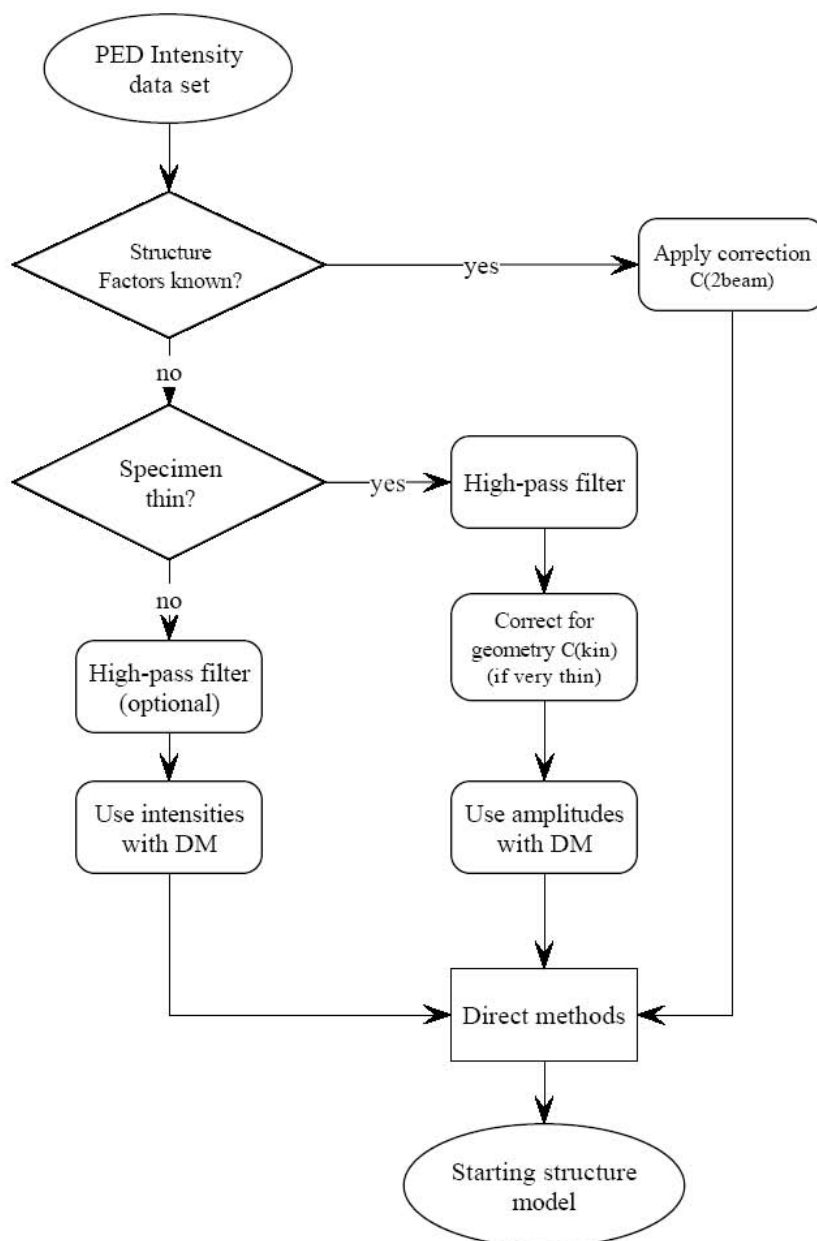 PED Intensity
data set
Structure
Factors known?
yes
Apply correction
C(2beam)
no
Specimen
thin?
yes
High-pass filter
no
Correct for
geometry C(kin)
(if very thin)
High-pass filter
(optional)
Use intensities
with DM
Use amplitudes
with DM
Direct methods
Starting structure
model